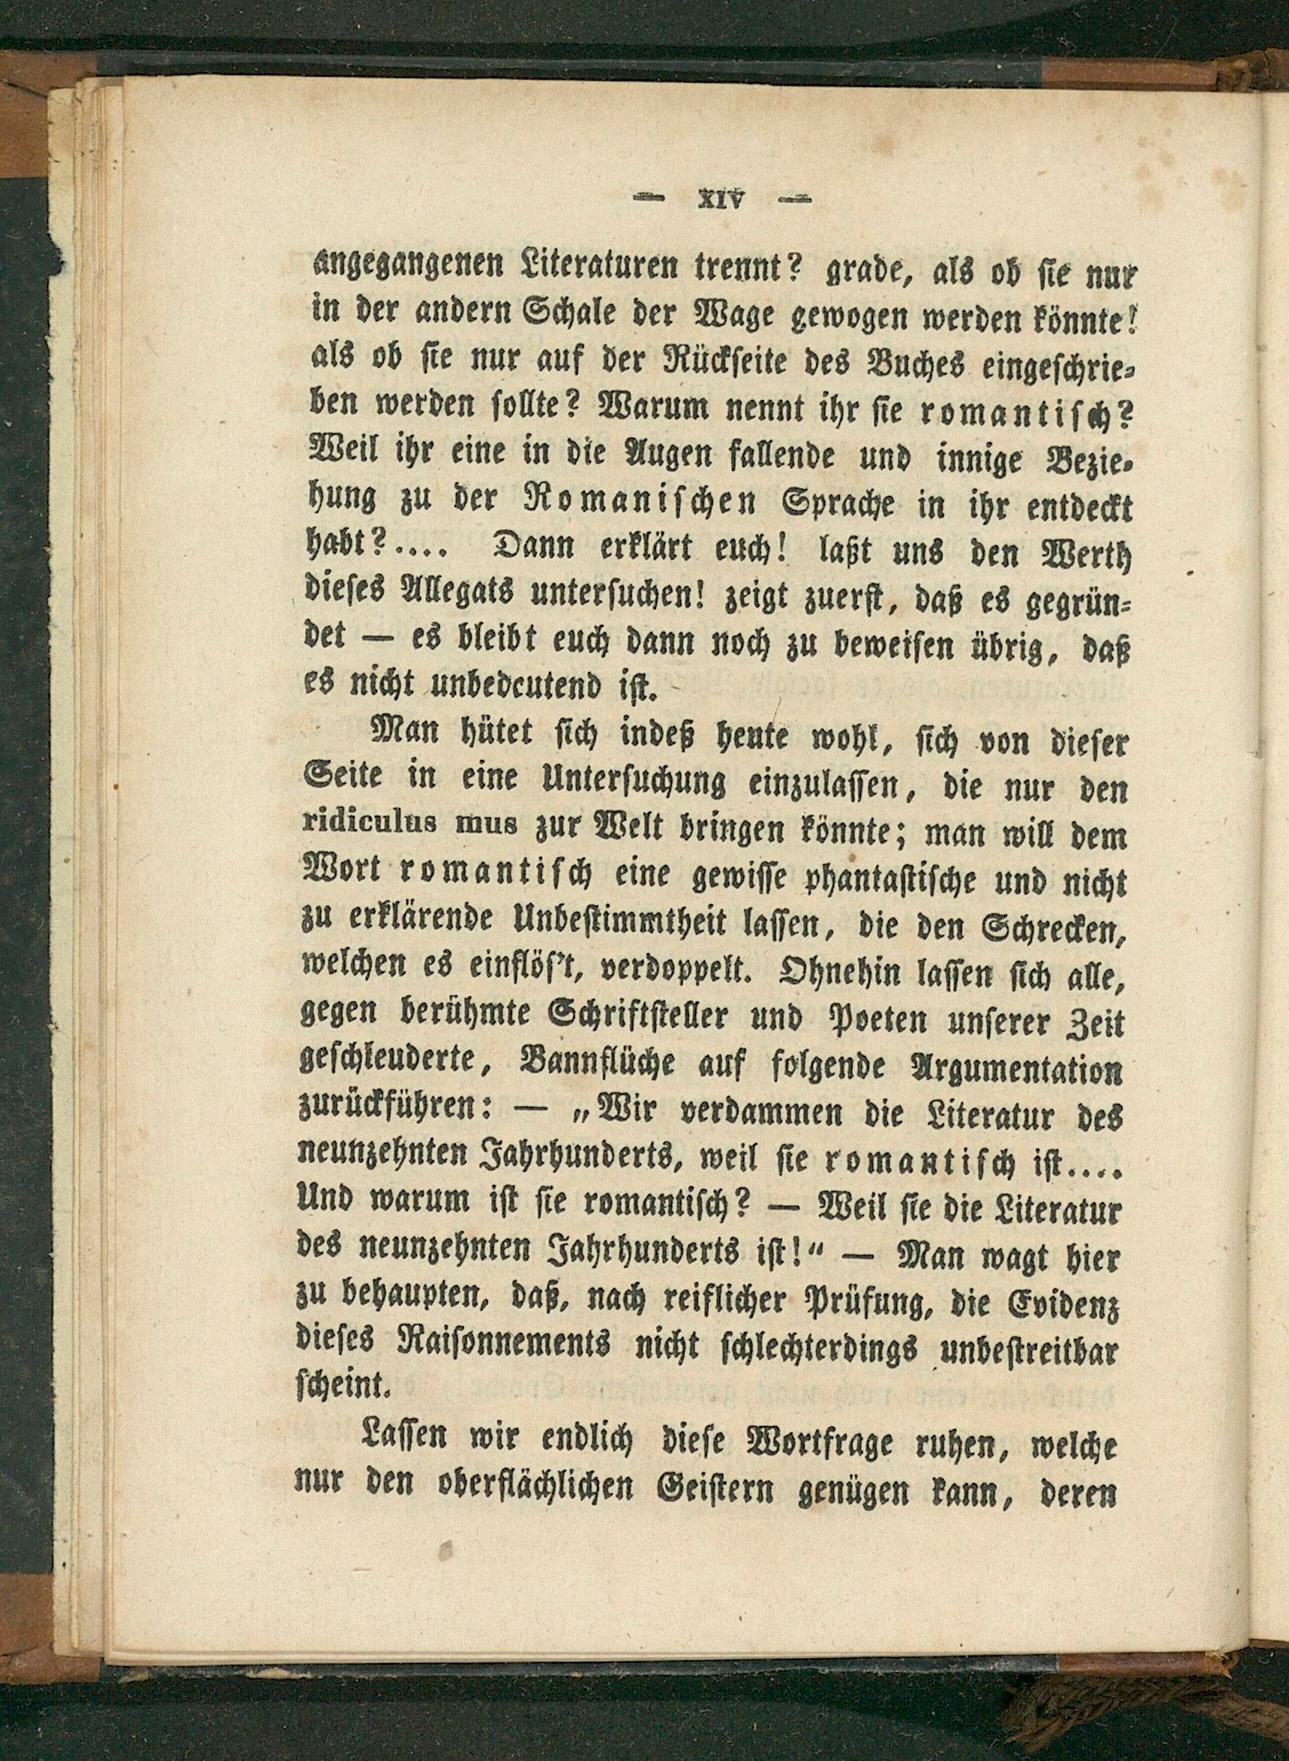 — XIV —
angegangenen Literaturen trennt? grade, als ob sie nur
in der andern Schale der Wage gewogen werden könnte!
als ob sie nur auf der Rückseite des Buches eingeschrie-
ben werden sollte? Warum nennt ihr sie romantisch?
Weil ihr eine in die Augen fallende und innige Bezie-
hung zu der Romanischen Sprache in ihr entdeckt
habt?.... Dann erklärt euch! laßt uns den Werth
dieses Allegats untersuchen! zeigt zuerst, daß es gegrün-
det — es bleibt euch dann noch zu beweisen übrig, daß
es nicht unbedeutend ist.
Man hütet sich indeß heute wohl, sich von dieser
Seite in eine Untersuchung einzulassen, die nur den
ridiculus mus zur Welt bringen könnte; man will dem
Wort romantisch eine gewisse phantastische und nicht
zu erklärende Unbestimmtheit lassen, die den Schrecken,
welchen es einflös't, verdoppelt. Ohnehin lassen sich alle,
gegen berühmte Schriftsteller und Poeten unserer Zeit
geschleuderte, Bannflüche auf folgende Argumentation
zurückführen: — „Wir verdammen die Literatur des
neunzehnten Jahrhunderts, weil sie romantisch ist....
Und warum ist sie romantisch? — Weil sie die Literatur
des neunzehnten Jahrhunderts ist!“ — Man wagt hier
zu behaupten, daß, nach reiflicher Prüfung, die Evidenz
dieses Raisonnements nicht schlechterdings unbestreitbar
scheint.
Lassen wir endlich diese Wortfrage ruhen, welche
nur den oberflächlichen Geistern genügen kann, deren